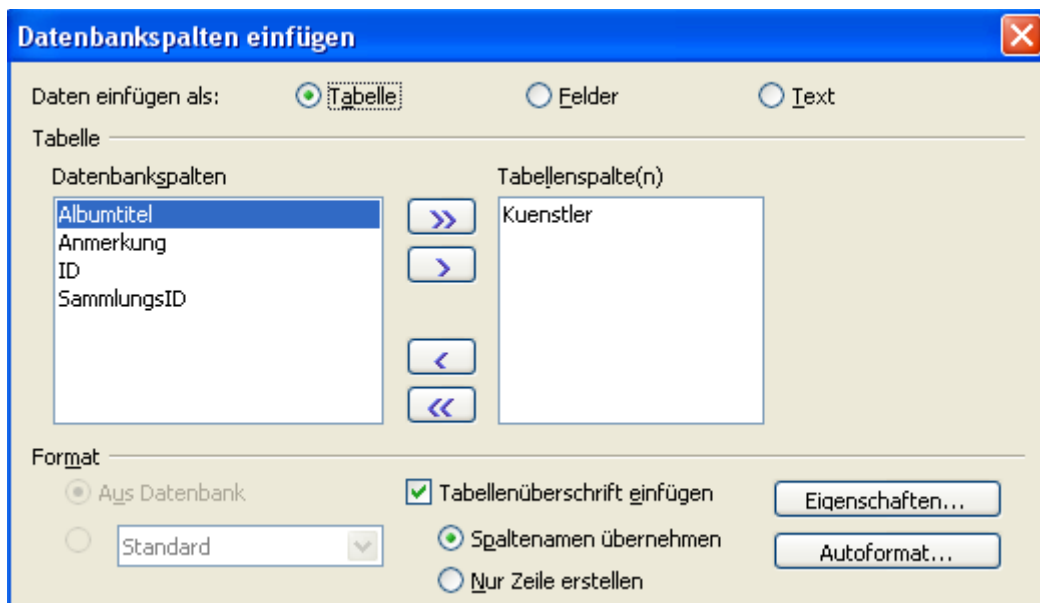 Datenbankspalten einfügen
Daten einfügen als: Tabelle Felder Text
Tabelle
Datenbankspalten Tabellenspalte(n)
Albumtitel Kuenstler
Anmerkung
ID
SammlungsID
Format
Aus Datenbank Tabellenüberschrift einfügen Eigenschaften...
Standard Spaltenamen übernehmen Autoformat...
Nur Zeile erstellen